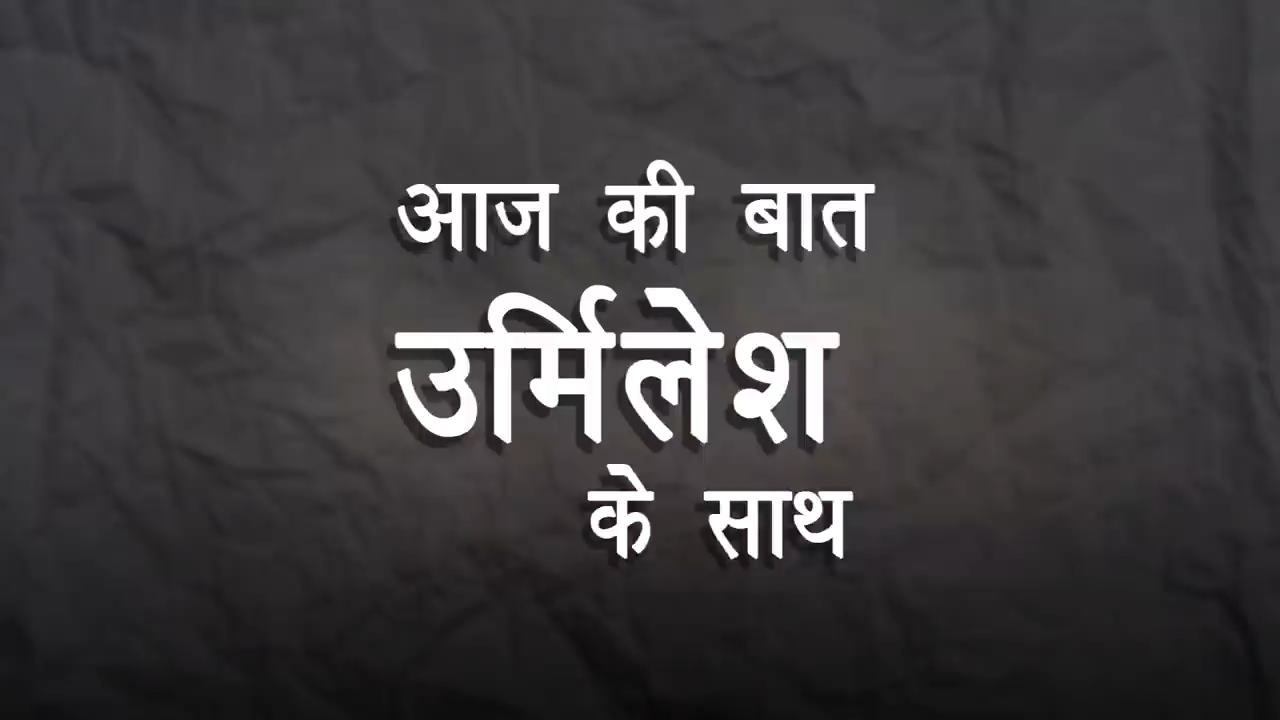 आज की बात
उर्मिलेश
के साथ